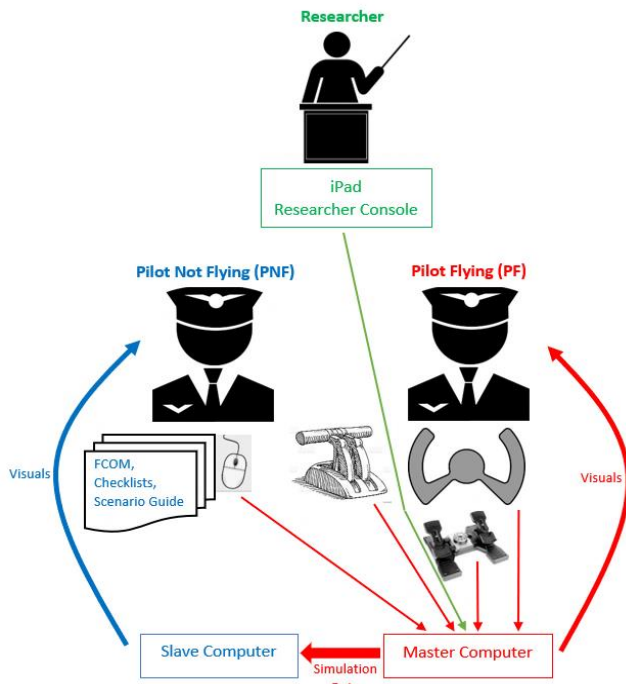 Researcher
iPad
Researcher Console
Pilot Not Flying (PNF)
Pilot Flying (PF)
Visuals
FCOM,
Checklists,
Scenario Guide
Visuals
Slave Computer
Master Computer
Simulation